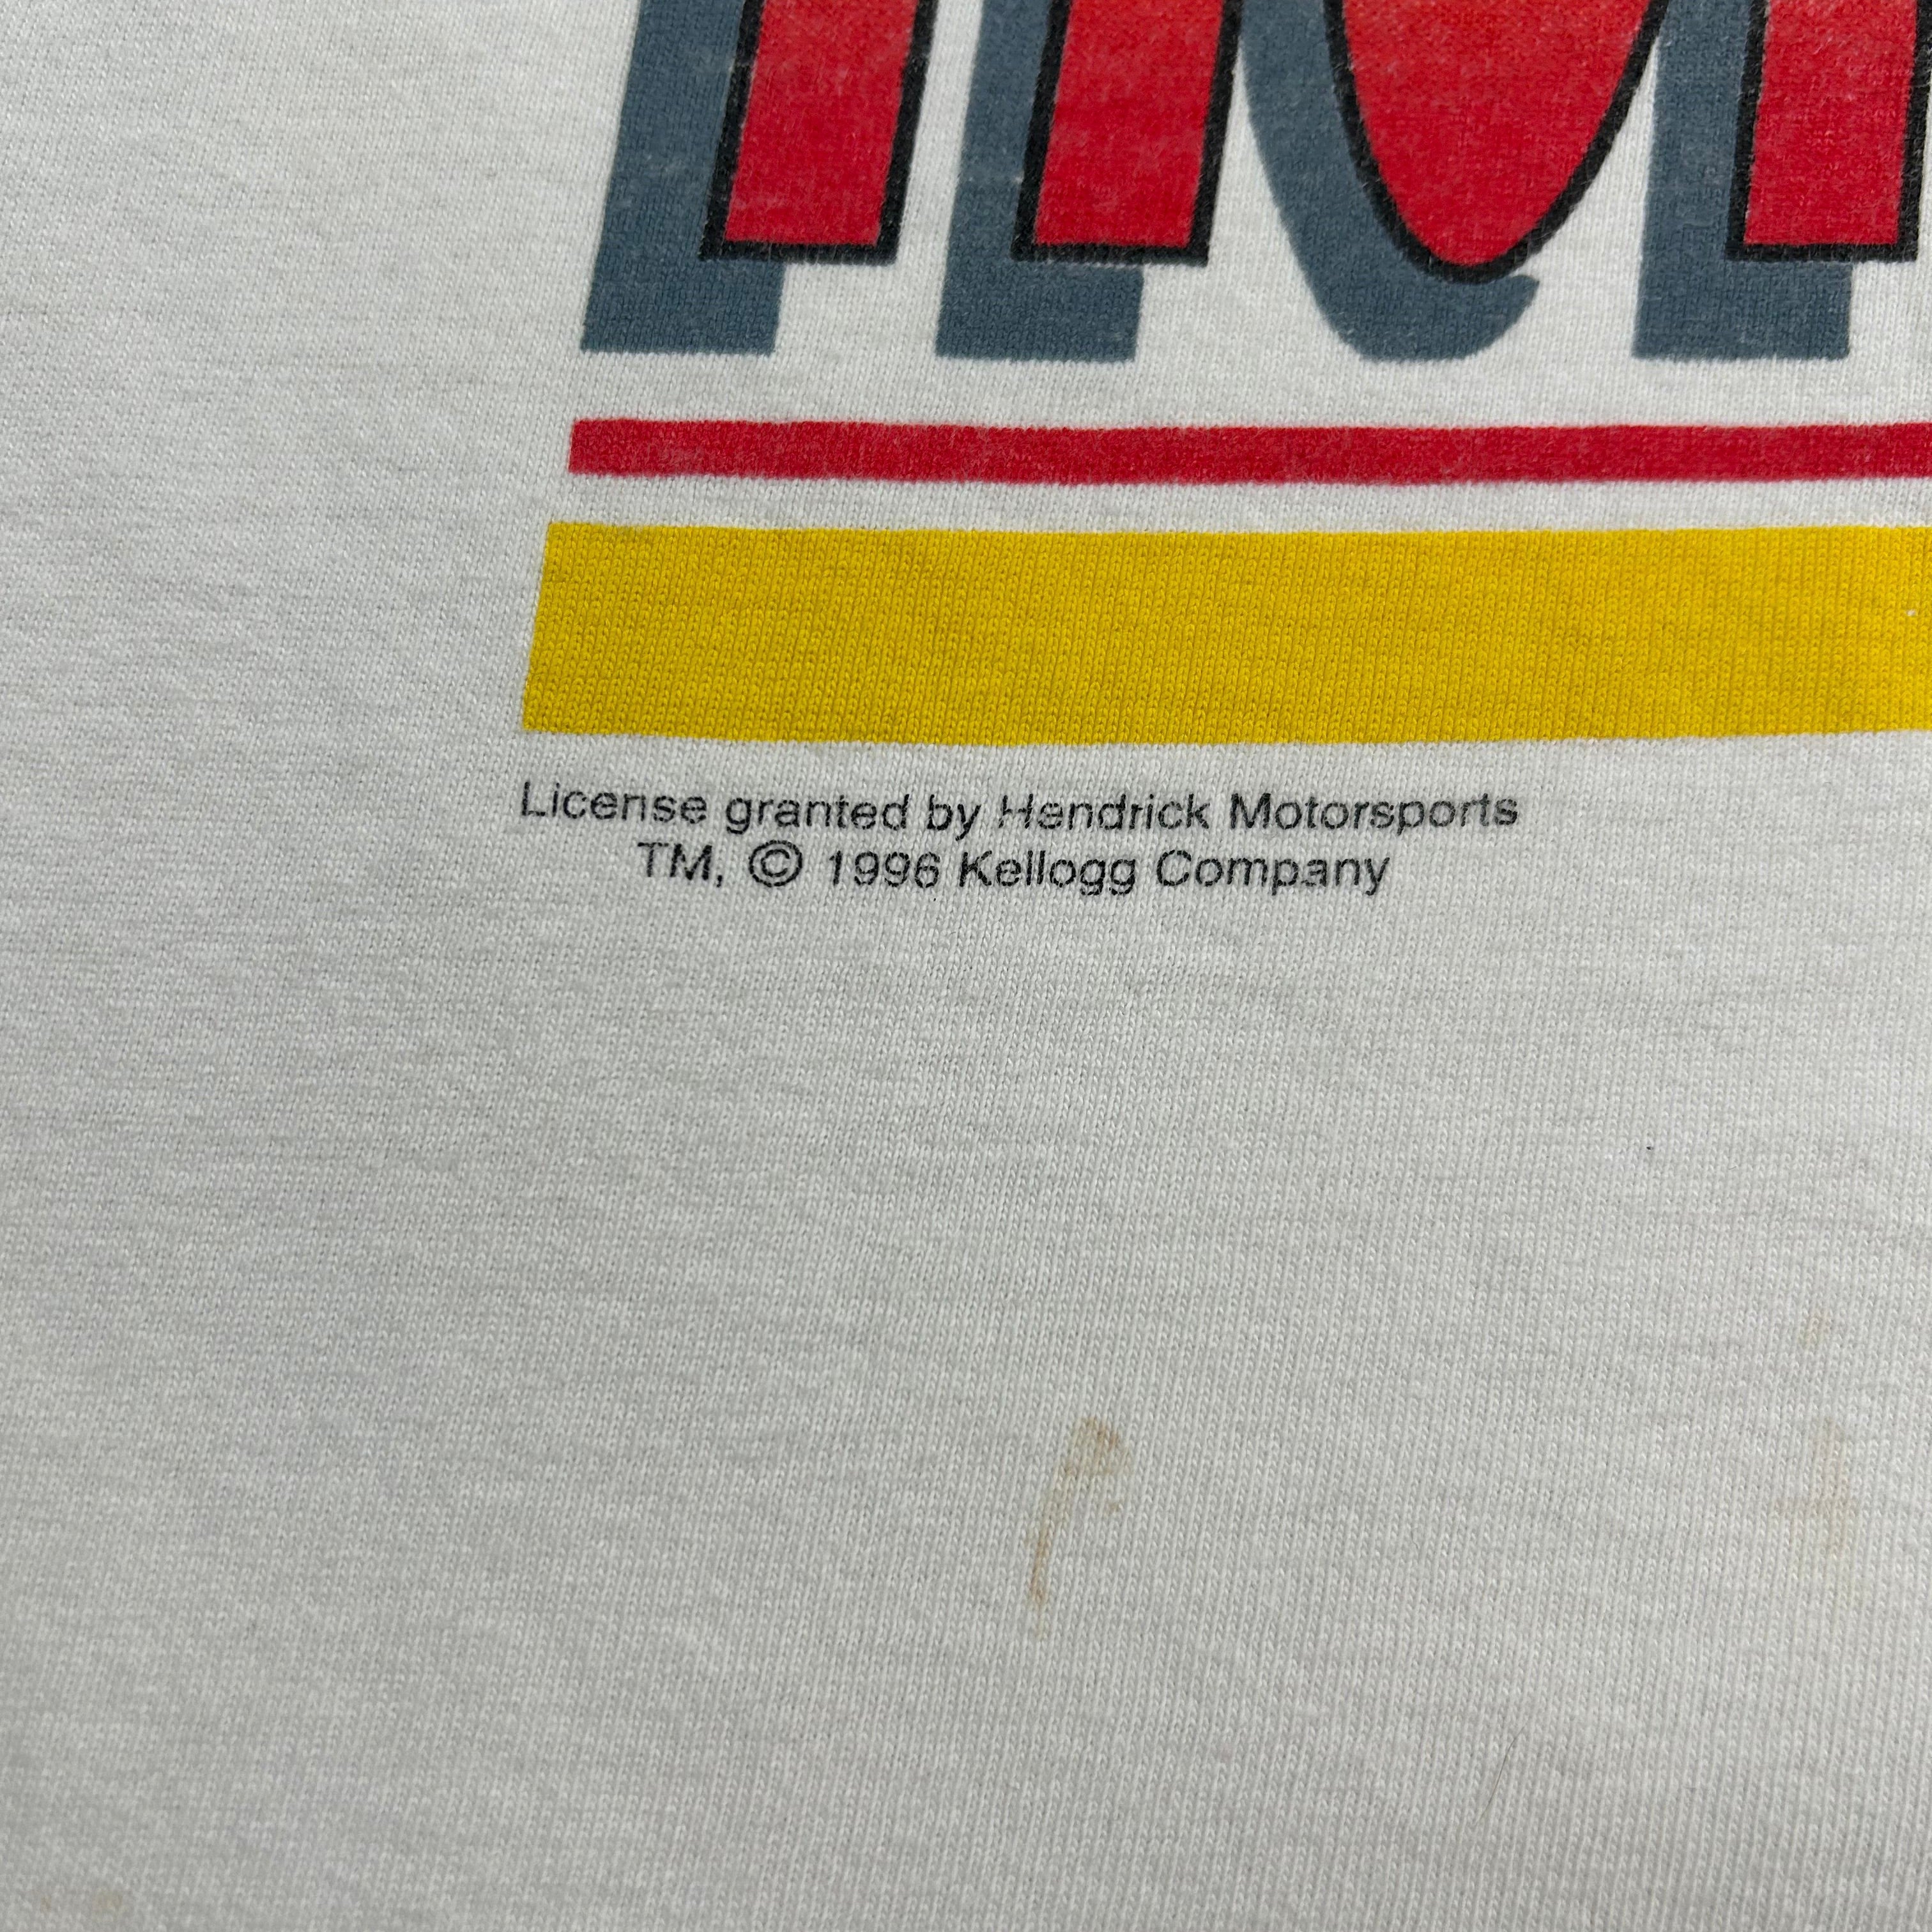 License granted by Hendrick Motorsports
TM, © 1996 Kellogg Company